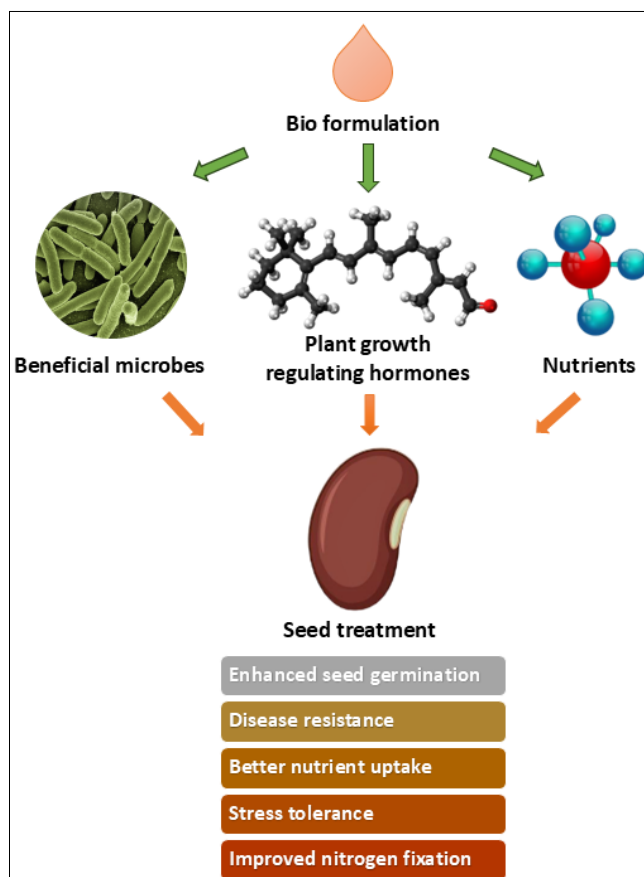 Bio formulation
Beneficial microbes
Plant growth
regulating hormones
Nutrients
Seed treatment
Enhanced seed germination
Disease resistance
Better nutrient uptake
Stress tolerance
Improved nitrogen fixation